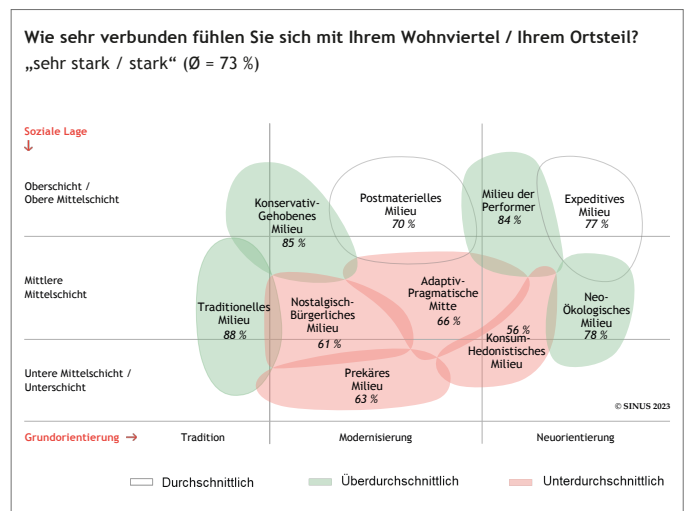 Wie sehr verbunden fühlen Sie sich mit Ihrem Wohnviertel / Ihrem Ortsteil?
„sehr stark / stark“ (Ø = 73 %)
Soziale Lage
↓
Oberschicht /
Obere Mittelschicht
Konservativ-
Gehobenes
Milieu
85 %
Postmaterielles
Milieu
70 %
Milieu der
Performer
84 %
Expeditives
Milieu
77 %
Mittlere
Mittelschicht
Traditionelles
Milieu
88 %
Nostalgisch-
Bürgerliches
Milieu
61 %
Adaptiv-
Pragmatische
Mitte
66 %
56 %
Konsum-
Hedonistisches
Milieu
Neo-
Ökologisches
Milieu
78 %
Untere Mittelschicht /
Unterschicht
Prekäres
Milieu
63 %
© SINUS 2023
Grundorientierung → Tradition Modernisierung Neuorientierung
Durchschnittlich Überdurchschnittlich Unterdurchschnittlich